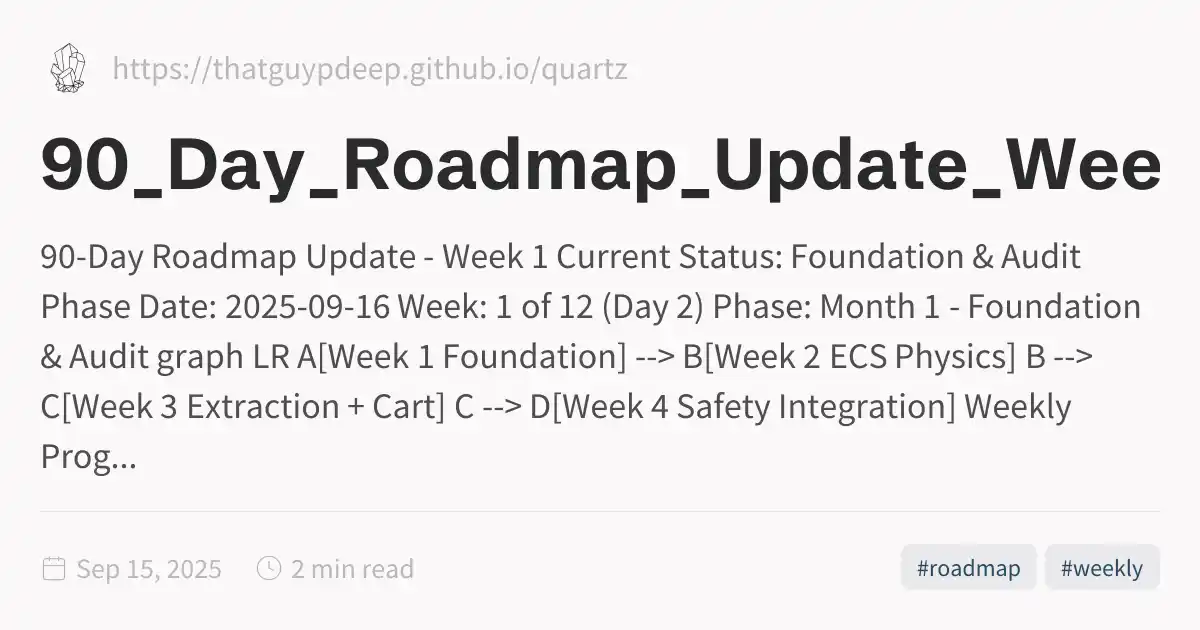 https://thatguypdeep.github.io/quartz
90_Day_Roadmap_Update_Wee
90-Day Roadmap Update - Week 1 Current Status: Foundation & Audit
Phase Date: 2025-09-16 Week: 1 of 12 (Day 2) Phase: Month 1 - Foundation
& Audit graph LR A[Week 1 Foundation] --> B[Week 2 ECS Physics] B -->
C[Week 3 Extraction + Cart] C --> D[Week 4 Safety Integration] Weekly
Prog...
Sep 15, 2025 2 min read #roadmap #weekly